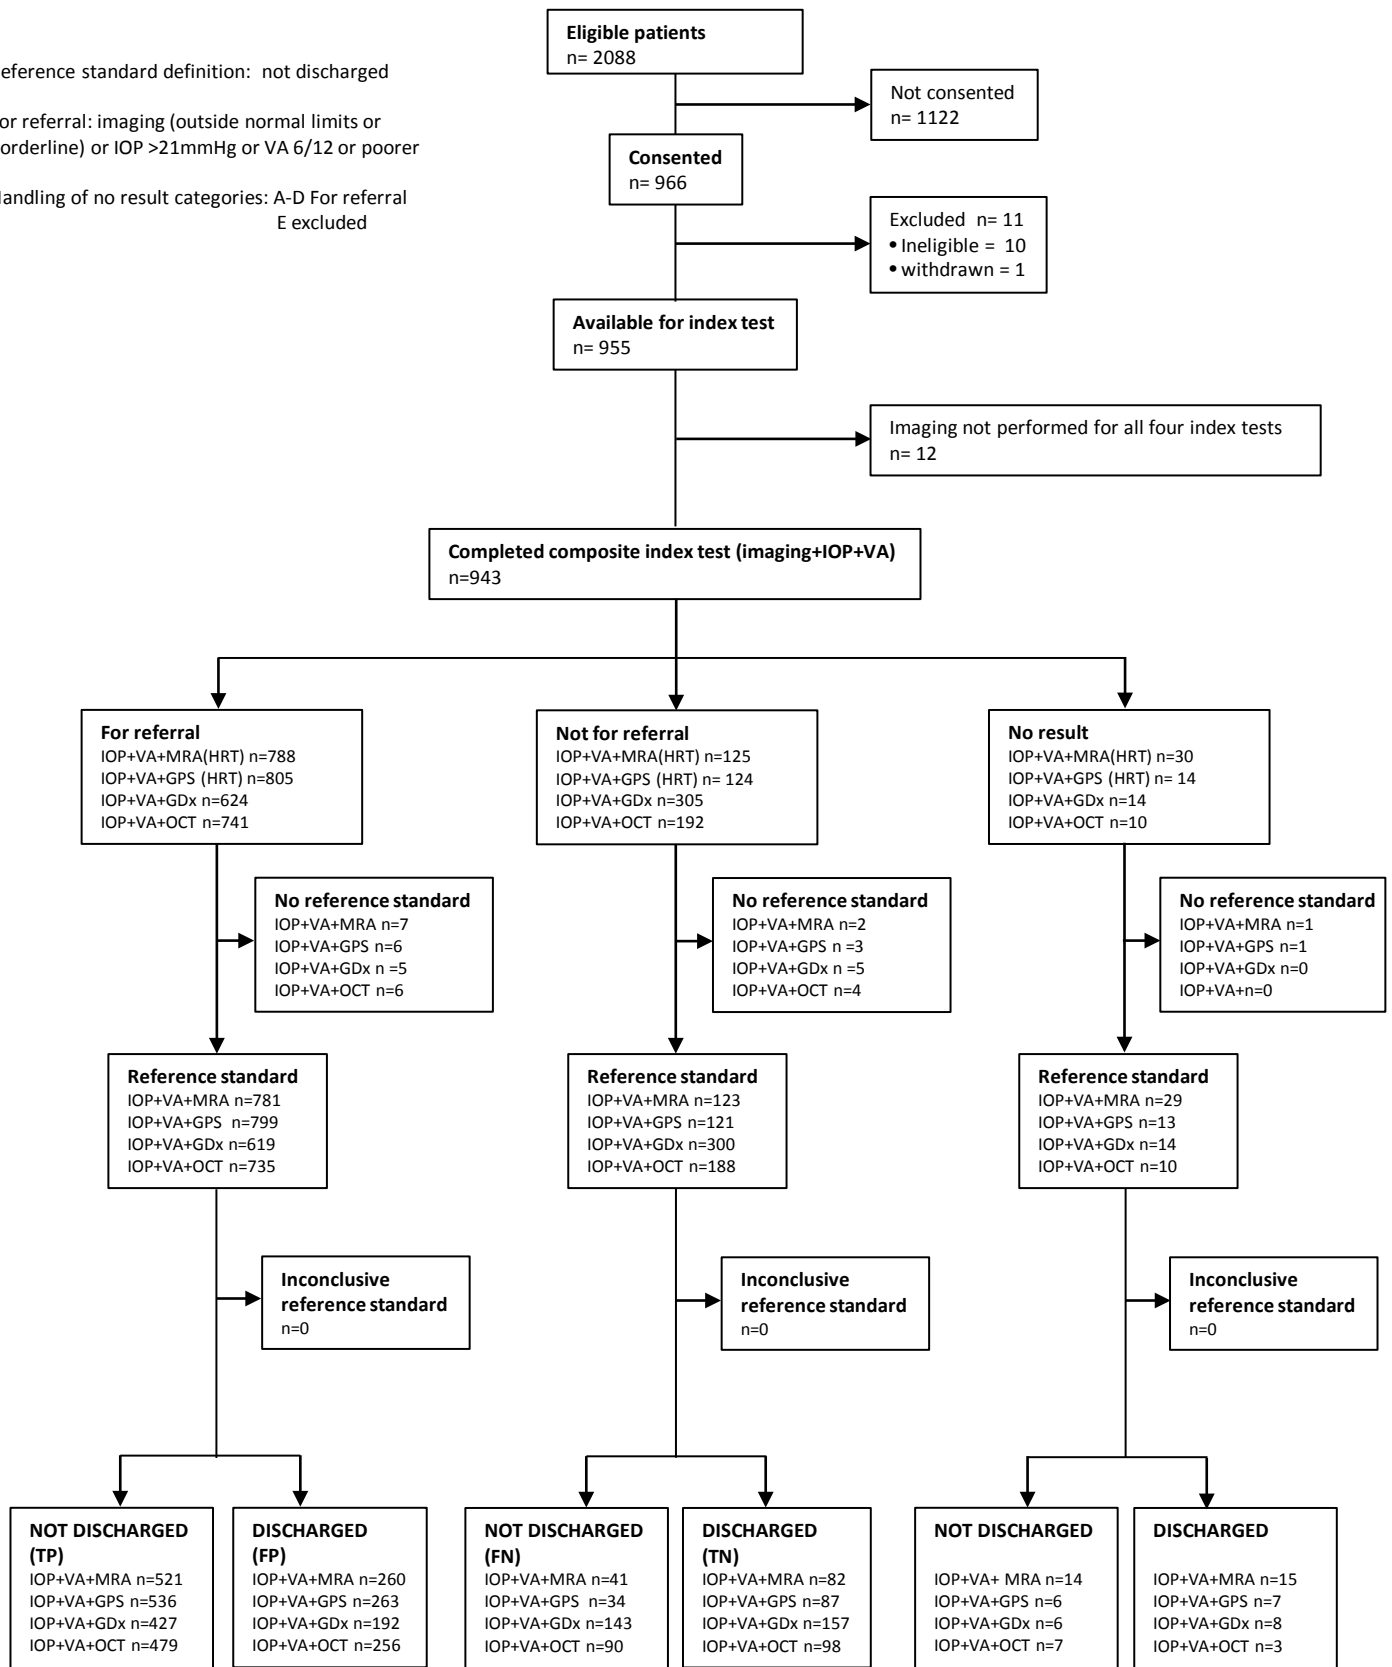 Eligible patients
n= 2088
eference standard definition:  not discharged
or referral: imaging (outside normal limits or
orderline) or IOP >21mmHg or VA 6/12 or poorer
andling of no result categories: A-D For referral
E excluded
Not consented
n= 1122
Consented
n= 966
Excluded  n= 11
• Ineligible =  10
• withdrawn = 1
Available for index test
n= 955
Imaging not performed for all four index tests
n= 12
Completed composite index test (imaging+IOP+VA)
n=943
For referral
IOP+VA+MRA(HRT) n=788
IOP+VA+GPS (HRT) n=805
IOP+VA+GDx n=624
IOP+VA+OCT n=741
Not for referral
IOP+VA+MRA(HRT) n=125
IOP+VA+GPS (HRT) n= 124
IOP+VA+GDx n=305
IOP+VA+OCT n=192
No result
IOP+VA+MRA(HRT) n=30
IOP+VA+GPS (HRT) n= 14
IOP+VA+GDx n=14
IOP+VA+OCT n=10
No reference standard
IOP+VA+MRA n=7
IOP+VA+GPS n=6
IOP+VA+GDx n =5
IOP+VA+OCT n=6
No reference standard
IOP+VA+MRA n=2
IOP+VA+GPS n =3
IOP+VA+GDx n =5
IOP+VA+OCT n=4
No reference standard
IOP+VA+MRA n=1
IOP+VA+GPS n=1
IOP+VA+GDx n=0
IOP+VA+n=0
Reference standard
IOP+VA+MRA n=781
IOP+VA+GPS  n=799
IOP+VA+GDx n=619
IOP+VA+OCT n=735
Reference standard
IOP+VA+MRA n=123
IOP+VA+GPS n=121
IOP+VA+GDx n=300
IOP+VA+OCT n=188
Reference standard
IOP+VA+MRA n=29
IOP+VA+GPS n=13
IOP+VA+GDx n=14
IOP+VA+OCT n=10
Inconclusive
reference standard
n=0
Inconclusive
reference standard
n=0
Inconclusive
reference standard
n=0
NOT DISCHARGED
(TP)
IOP+VA+MRA n=521
IOP+VA+GPS n=536
IOP+VA+GDx n=427
IOP+VA+OCT n=479
DISCHARGED
(FP)
IOP+VA+MRA n=260
IOP+VA+GPS n=263
IOP+VA+GDx n=192
IOP+VA+OCT n=256
NOT DISCHARGED
(FN)
IOP+VA+MRA n=41
IOP+VA+GPS  n=34
IOP+VA+GDx n=143
IOP+VA+OCT n=90
DISCHARGED
(TN)
IOP+VA+MRA n=82
IOP+VA+GPS n=87
IOP+VA+GDx n=157
IOP+VA+OCT n=98
NOT DISCHARGED
IOP+VA+ MRA n=14
IOP+VA+GPS n=6
IOP+VA+GDx n=6
IOP+VA+OCT n=7
DISCHARGED
IOP+VA+MRA n=15
IOP+VA+GPS n=7
IOP+VA+GDx n=8
IOP+VA+OCT n=3